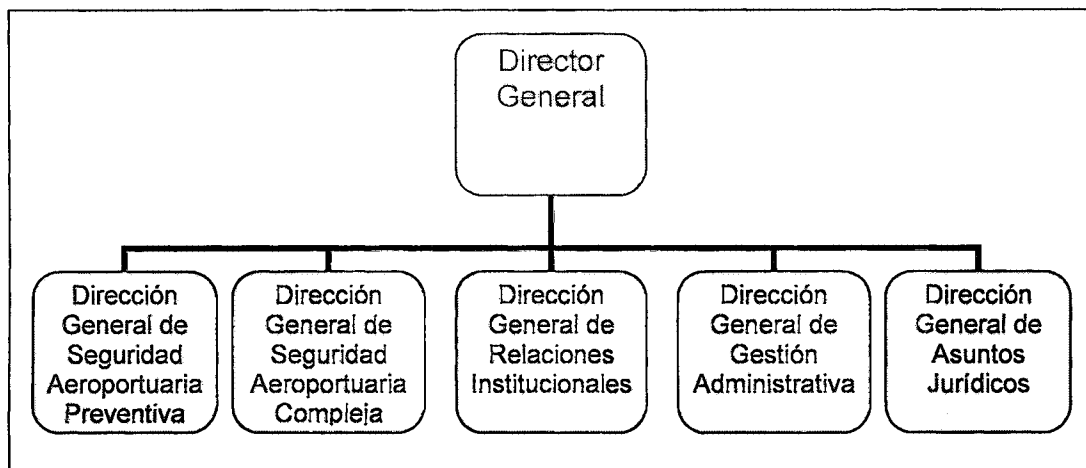 Director
General
Dirección
General de
Seguridad
Aeroportuaria
Preventiva
Dirección
General de
Seguridad
Aeroportuaria
Compleja
Dirección
General de
Relaciones
Institucionales
Dirección
General de
Gestión
Administrativa
Dirección
General de
Asuntos
Jurídicos